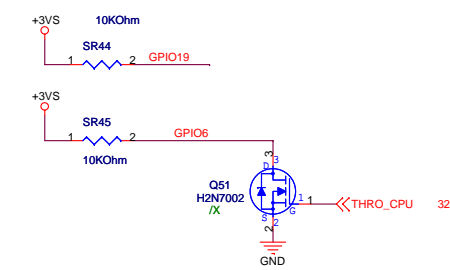 +3VS 10KOhm
SR44
1 2 GPIO19
+3VS
SR45
1 2 GPIO6
10KOhm
3
D 3
Q51
H2N7002
/X
1 1 THRO_CPU 32
G
S 2
2
GND